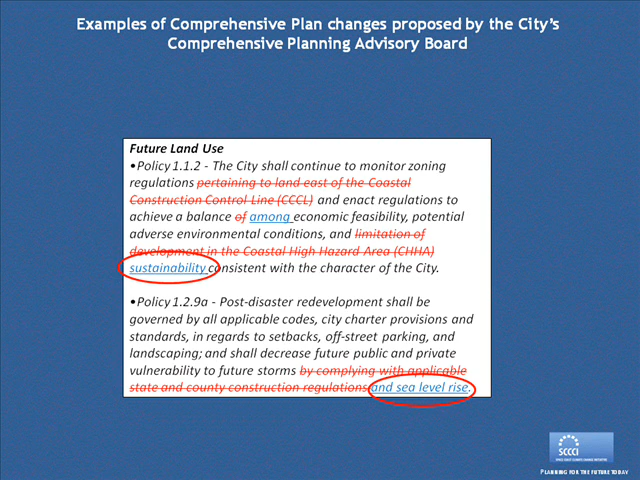 Examples of Comprehensive Plan changes proposed by the City's
Comprehensive Planning Advisory Board
Future Land Use
•Policy 1.1.2 - The City shall continue to monitor zoning
regulations pertaining to land east of the Coastal
Construction Control Line (CCCL) and enact regulations to
achieve a balance of among economic feasibility, potential
adverse environmental conditions, and limitation of
development in the Coastal High Hazard Area (CHHA)
sustainability consistent with the character of the City.
•Policy 1.2.9a - Post-disaster redevelopment shall be
governed by all applicable codes, city charter provisions and
standards, in regards to setbacks, off-street parking, and
landscaping; and shall decrease future public and private
vulnerability to future storms by complying with applicable
state and county construction regulations and sea level rise.
SCCCI
PLANNING FOR THE FUTURE TODAY